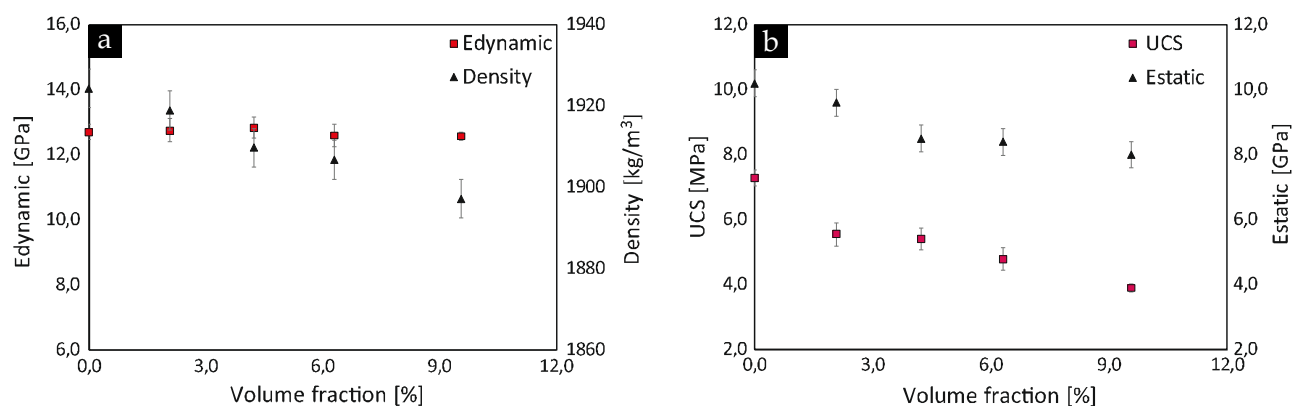 a
16,0
14,0
12,0
10,0
8,0
6,0
Edynamic [GPa]
Edynamic
Density
1940
1920
1900
1880
1860
Density [kg/m³]
0,0 3,0 6,0 9,0 12,0
Volume fraction [%]
b
12,0
10,0
8,0
6,0
4,0
2,0
UCS [MPa]
UCS
Estatic
12,0
10,0
8,0
6,0
4,0
2,0
Estatic [GPa]
0,0 3,0 6,0 9,0 12,0
Volume fraction [%]